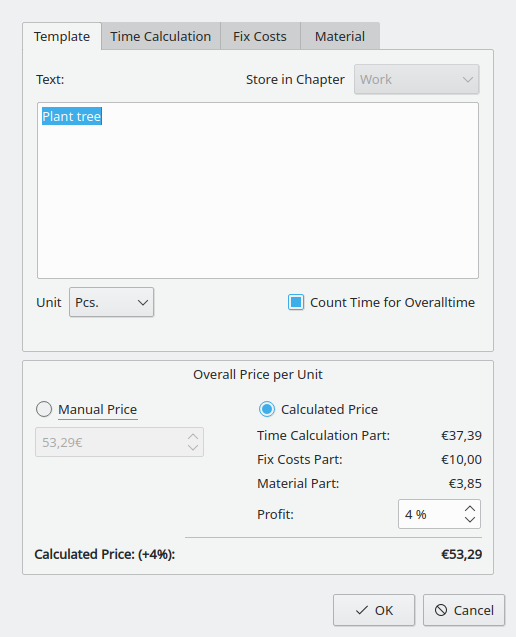 Template Time Calculation Fix Costs Material
Text: Store in Chapter Work
Plant tree
Unit Pcs. Count Time for Overalltime
Overall Price per Unit
Manual Price Calculated Price
53,29€ Time Calculation Part: €37,39
Fix Costs Part: €10,00
Material Part: €3,85
Profit: 4 %
Calculated Price: (+4%): €53,29
OK Cancel